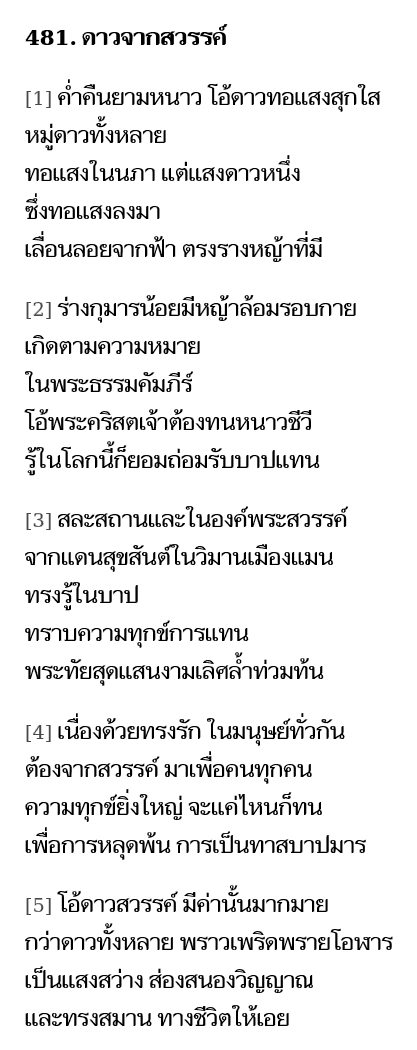 481. ดาวจากสวรรค์
[1] ค่ำคืนยามหนาว โอ้ดาวทอแสงสุกใส
หมู่ดาวทั้งหลาย
ทอแสงในนภา แต่แสงดาวหนึ่ง
ซึ่งทอแสงลงมา
เลื่อนลอยจากฟ้า ตรงรางหญ้าที่มี
[2] ร่างกุมารน้อยมีหญ้าล้อมรอบกาย
เกิดตามความหมาย
ในพระธรรมคัมภีร์
โอ้พระคริสตเจ้าต้องทนหนาวชีวี
รู้ในโลกนี้ก็ยอมถ่อมรับบาปแทน
[3] สละสถานและในองค์พระสวรรค์
จากแดนสุขสันต์ในวิมานเมืองแมน
ทรงรู้ในบาป
ทราบความทุกข์การแทน
พระทัยสุดแสนงามเลิศล้ำท่วมท้น
[4] เนื่องด้วยทรงรัก ในมนุษย์ทั่วกัน
ต้องจากสวรรค์ มาเพื่อคนทุกคน
ความทุกข์ยิ่งใหญ่ จะแค่ไหนก็ทน
เพื่อการหลุดพ้น การเป็นทาสบาปมาร
[5] โอ้ดาวสวรรค์ มีค่านั้นมากมาย
กว่าดาวทั้งหลาย พราวเพริดพรายโอฬาร
เป็นแสงสว่าง ส่องสนองวิญญาณ
และทรงสมาน ทางชีวิตให้เอย